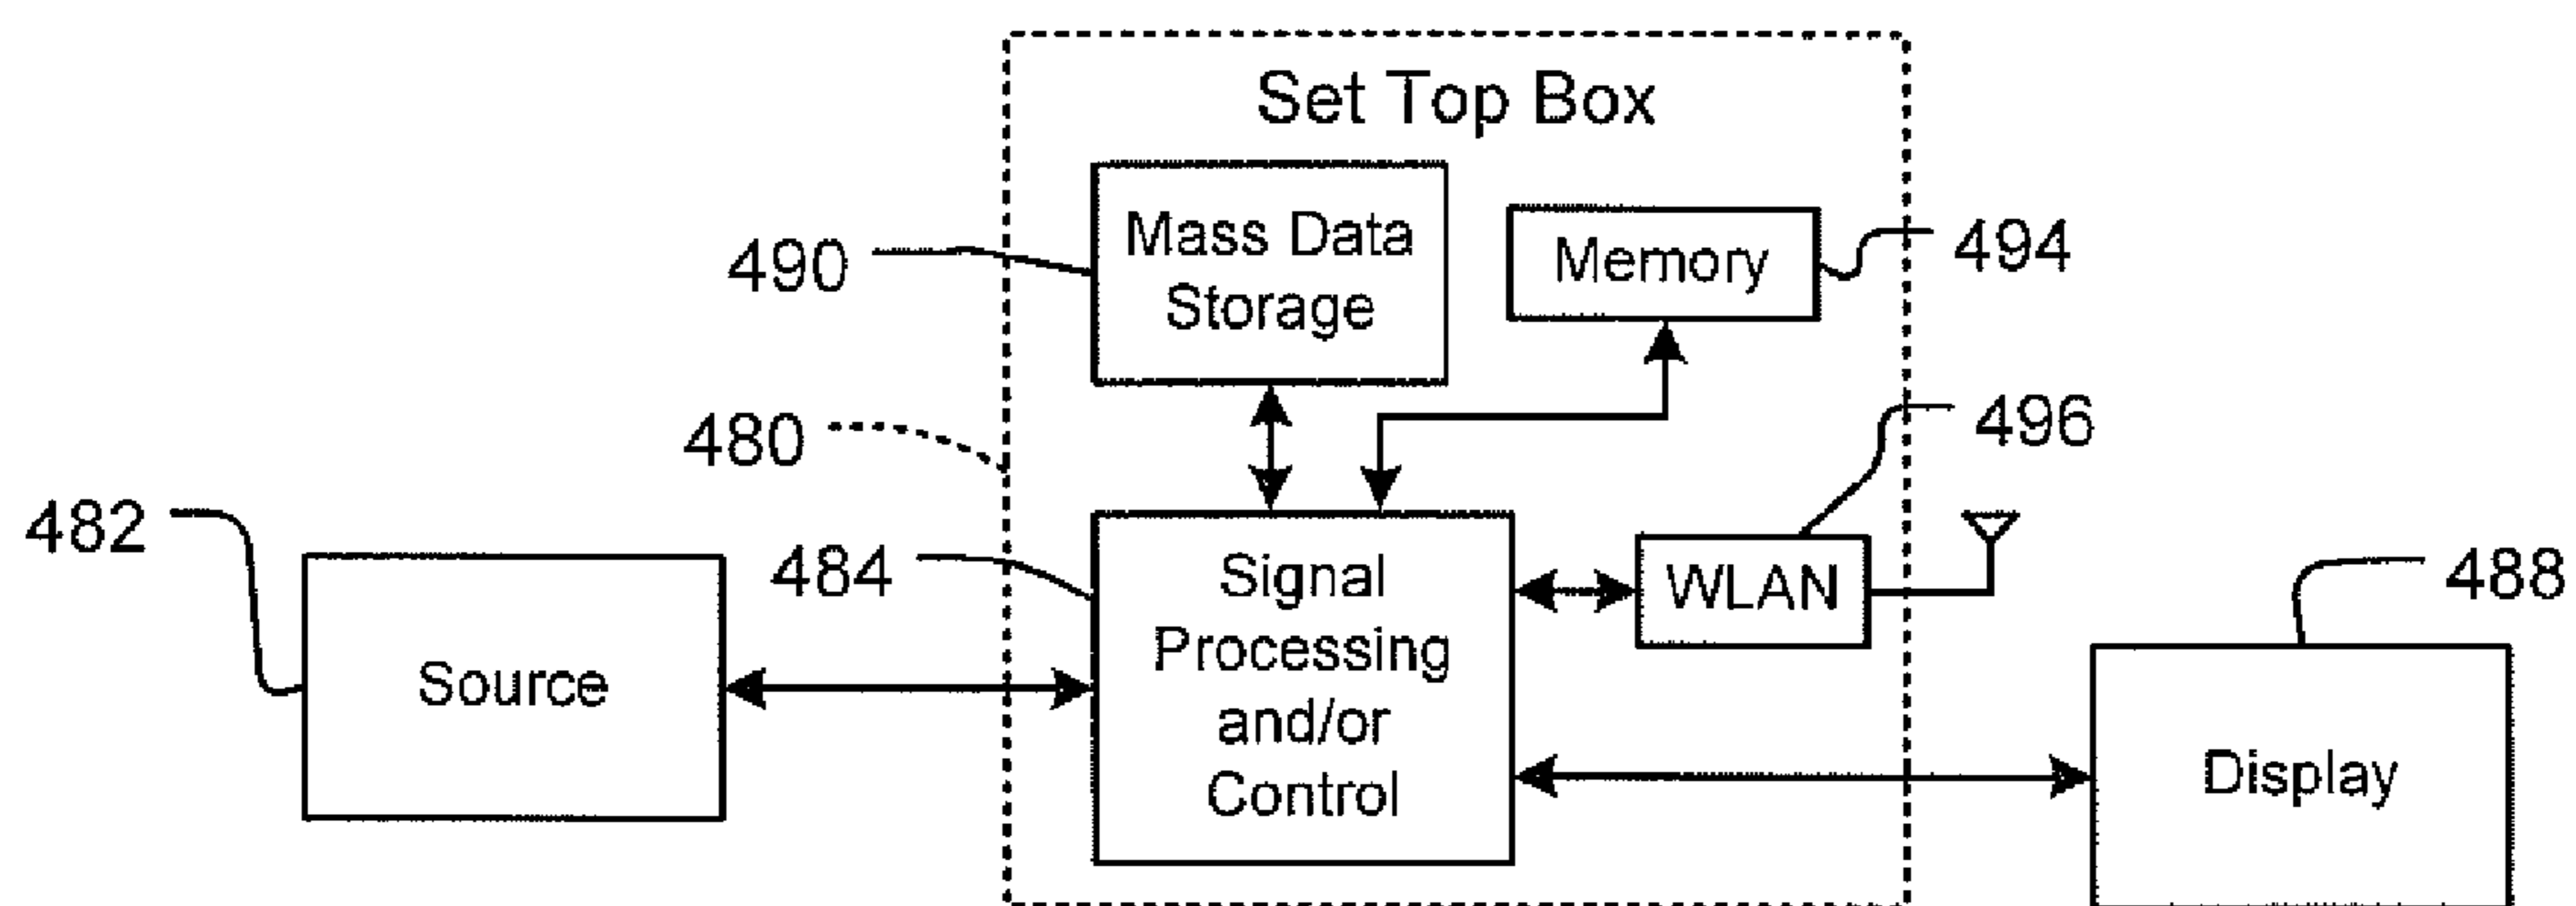 Set Top Box
490
Mass Data
Storage
Memory
494
480
496
482
484
Signal
Processing
and/or
Control
WLAN
488
Source
Display